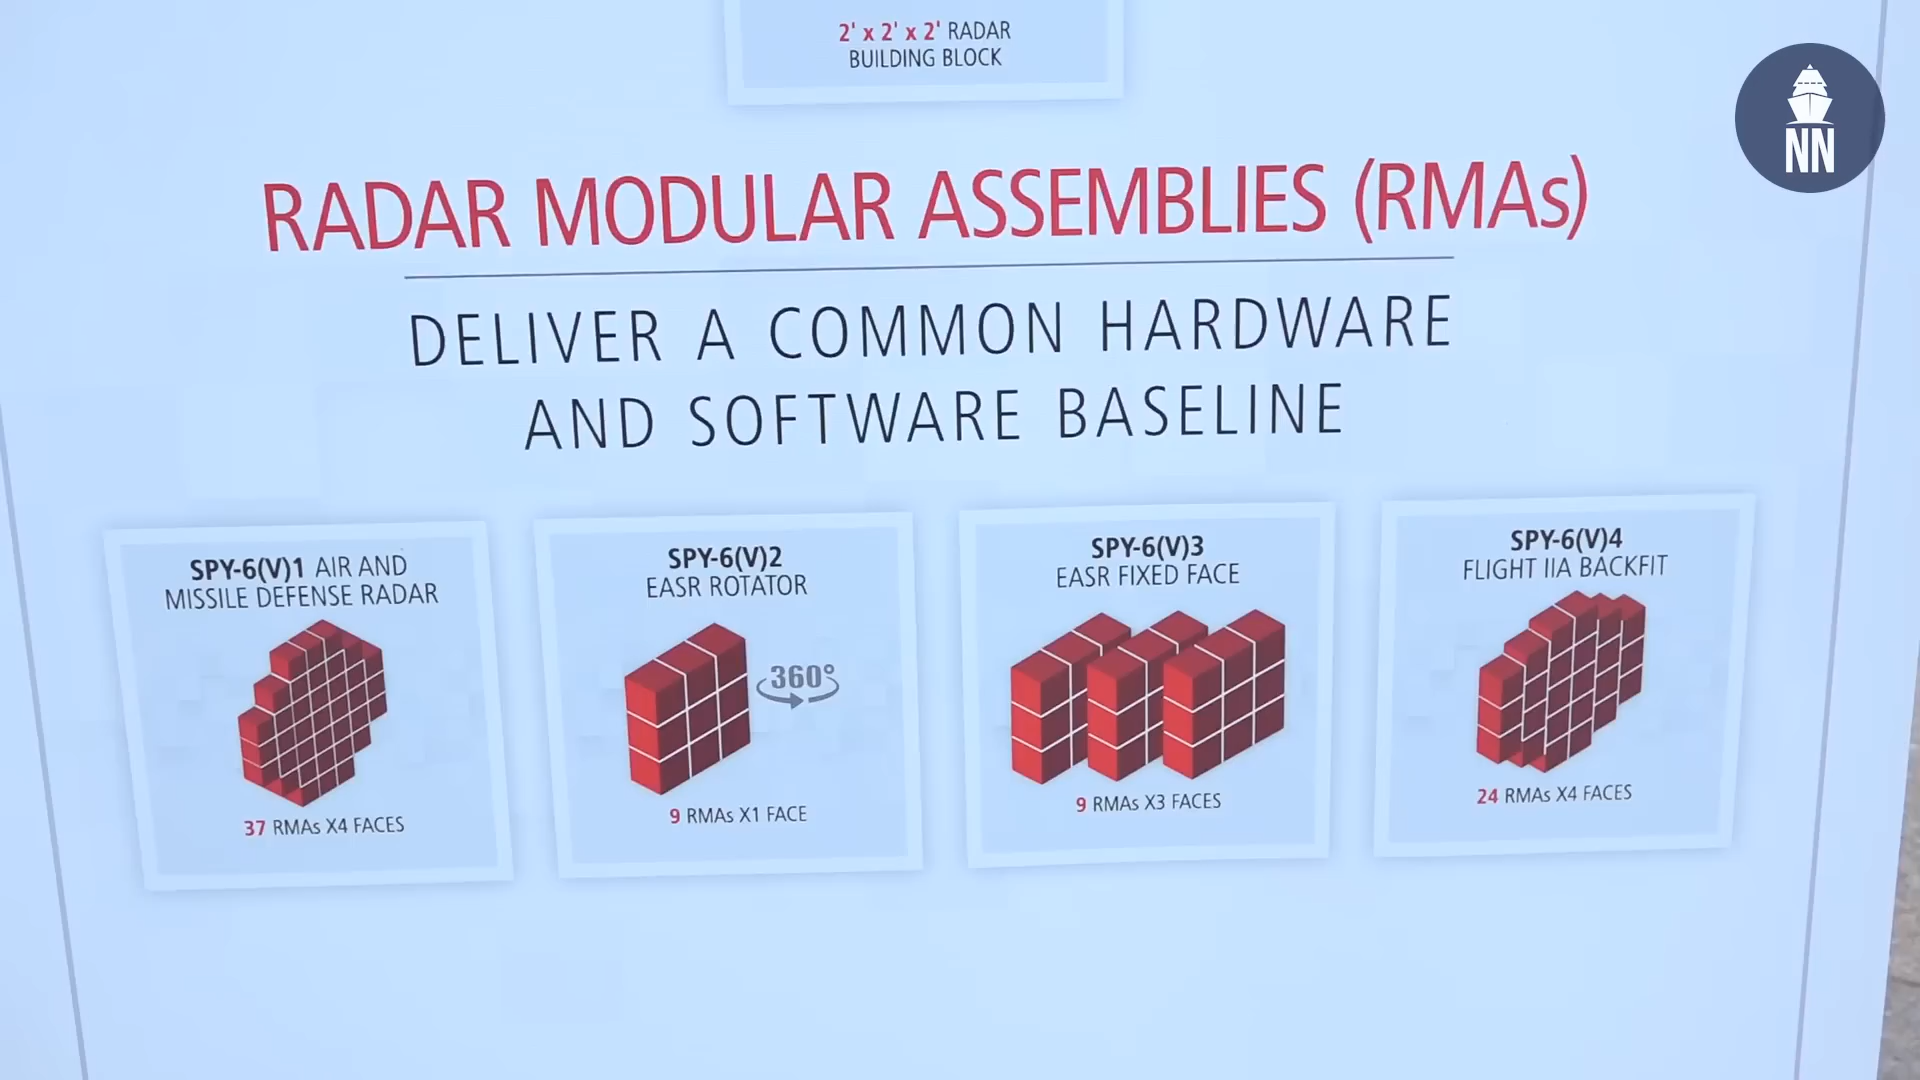 2' x 2' x 2' RADAR
BUILDING BLOCK
NN
RADAR MODULAR ASSEMBLIES (RMAs)
DELIVER A COMMON HARDWARE
AND SOFTWARE BASELINE
SPY-6(V)1 AIR AND
MISSILE DEFENSE RADAR
37 RMAs X4 FACES
SPY-6(V)2
EASR ROTATOR
360°
9 RMAs X1 FACE
SPY-6(V)3
EASR FIXED FACE
9 RMAs X3 FACES
SPY-6(V)4
FLIGHT IIA BACKFIT
24 RMAs X4 FACES